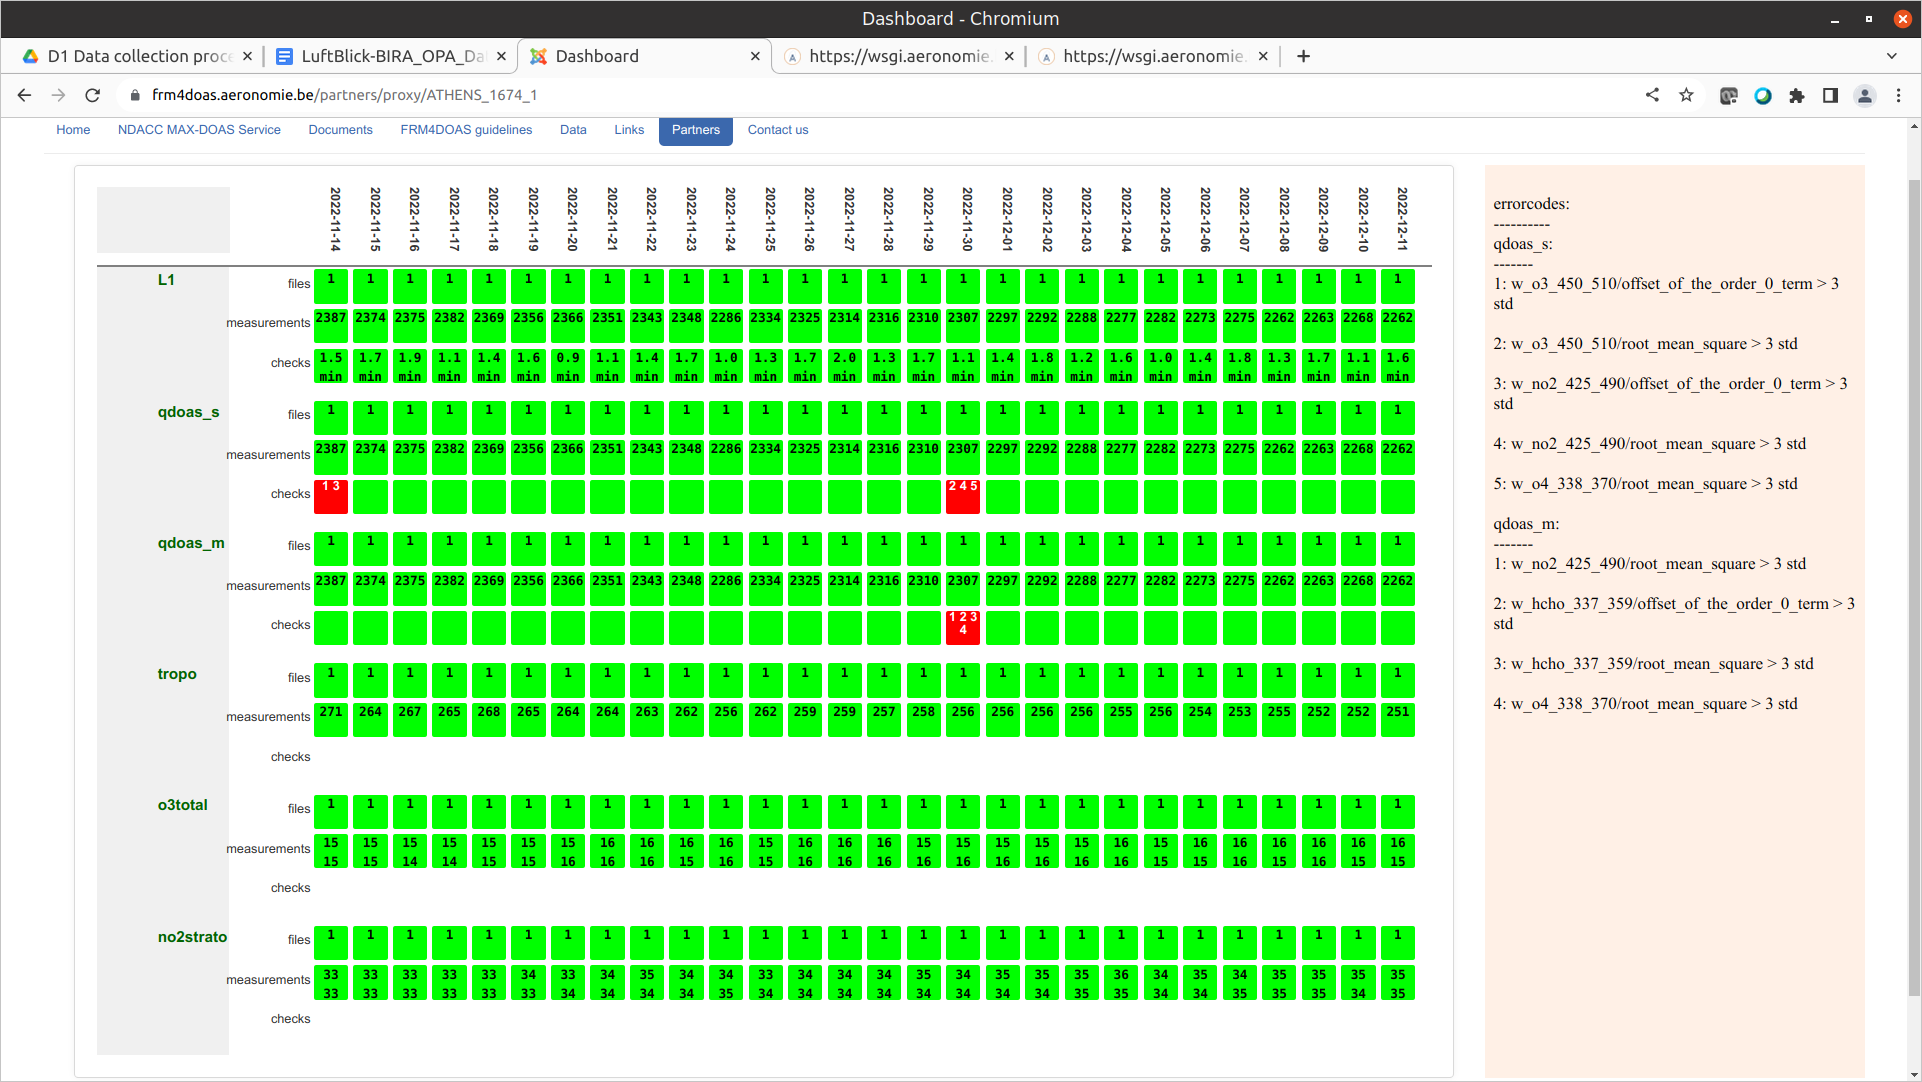 Dashboard - Chromium
D1 Data collection proce
LuftBlick-BIRA_OPA_Da
Dashboard
https://wsgi.aeronomie.
https://wsgi.aeronomie.
frm4doas.aeronomie.be/partners/proxy/ATHENS_1674_1
Home NDACC MAX-DOAS Service Documents FRM4DOAS guidelines Data Links Partners Contact us
2022-11-14 2022-11-15 2022-11-16 2022-11-17 2022-11-18 2022-11-19 2022-11-20 2022-11-21 2022-11-22 2022-11-23 2022-11-24 2022-11-25 2022-11-26 2022-11-27 2022-11-28 2022-11-29 2022-11-30 2022-12-01 2022-12-02 2022-12-03 2022-12-04 2022-12-05 2022-12-06 2022-12-07 2022-12-08 2022-12-09 2022-12-10 2022-12-11
L1 files 1 1 1 1 1 1 1 1 1 1 1 1 1 1 1 1 1 1 1 1 1 1 1 1 1 1 1 1
measurements 2387 2374 2375 2382 2369 2356 2366 2351 2343 2348 2286 2334 2325 2314 2316 2310 2307 2297 2292 2288 2277 2282 2273 2275 2262 2263 2268 2262
checks 1.5 1.7 1.9 1.1 1.4 1.6 0.9 1.1 1.4 1.7 1.0 1.3 1.7 2.0 1.3 1.7 1.1 1.4 1.8 1.2 1.6 1.0 1.4 1.8 1.3 1.7 1.1 1.6
min min min min min min min min min min min min min min min min min min min min min min min min min min min min
qdoas_s files 1 1 1 1 1 1 1 1 1 1 1 1 1 1 1 1 1 1 1 1 1 1 1 1 1 1 1 1
measurements 2387 2374 2375 2382 2369 2356 2366 2351 2343 2348 2286 2334 2325 2314 2316 2310 2307 2297 2292 2288 2277 2282 2273 2275 2262 2263 2268 2262
checks 1 3 2 4 5
qdoas_m files 1 1 1 1 1 1 1 1 1 1 1 1 1 1 1 1 1 1 1 1 1 1 1 1 1 1 1 1
measurements 2387 2374 2375 2382 2369 2356 2366 2351 2343 2348 2286 2334 2325 2314 2316 2310 2307 2297 2292 2288 2277 2282 2273 2275 2262 2263 2268 2262
checks 1 2 3
4
tropo files 1 1 1 1 1 1 1 1 1 1 1 1 1 1 1 1 1 1 1 1 1 1 1 1 1 1 1 1
measurements 271 264 267 265 268 265 264 264 263 262 256 262 259 259 257 258 256 256 256 256 255 256 254 253 255 252 252 251
checks
o3total files 1 1 1 1 1 1 1 1 1 1 1 1 1 1 1 1 1 1 1 1 1 1 1 1 1 1 1 1
measurements 15 15 15 15 15 15 15 16 16 16 16 15 16 16 16 15 15 15 15 15 16 15 16 16 16 16 16 16
15 15 14 14 15 15 16 16 16 15 16 15 16 16 16 16 16 16 16 16 16 15 15 16 15 16 15 15
checks
no2strato files 1 1 1 1 1 1 1 1 1 1 1 1 1 1 1 1 1 1 1 1 1 1 1 1 1 1 1 1
measurements 33 33 33 33 33 34 33 34 35 34 34 33 34 34 34 35 34 35 35 35 36 34 35 34 35 35 35 35
33 33 33 33 33 33 34 34 34 34 35 34 34 34 34 34 34 34 34 35 35 34 34 35 35 35 34 35
checks
errorcodes:
----------
qdoas_s:
-------
1: w_o3_450_510/offset_of_the_order_0_term > 3
std
2: w_o3_450_510/root_mean_square > 3 std
3: w_no2_425_490/offset_of_the_order_0_term > 3
std
4: w_no2_425_490/root_mean_square > 3 std
5: w_o4_338_370/root_mean_square > 3 std
qdoas_m:
-------
1: w_no2_425_490/root_mean_square > 3 std
2: w_hcho_337_359/offset_of_the_order_0_term > 3
std
3: w_hcho_337_359/root_mean_square > 3 std
4: w_o4_338_370/root_mean_square > 3 std